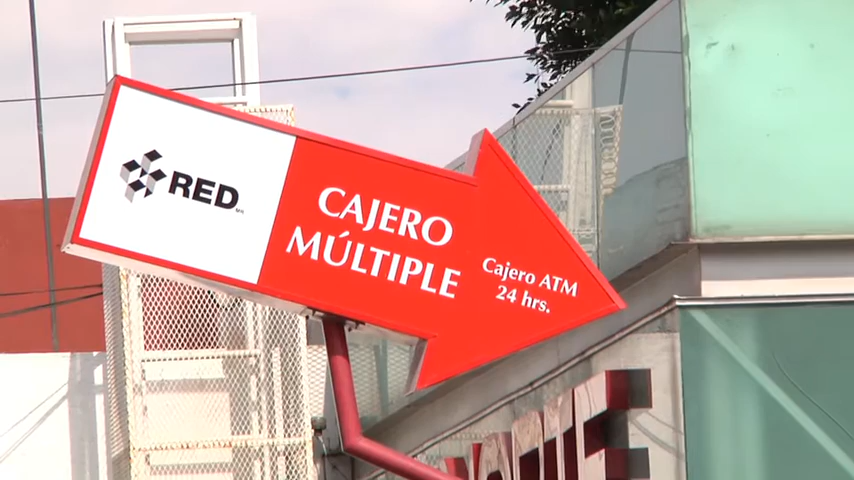 RED
CAJERO
MÚLTIPLE
Cajero ATM
24 hrs.